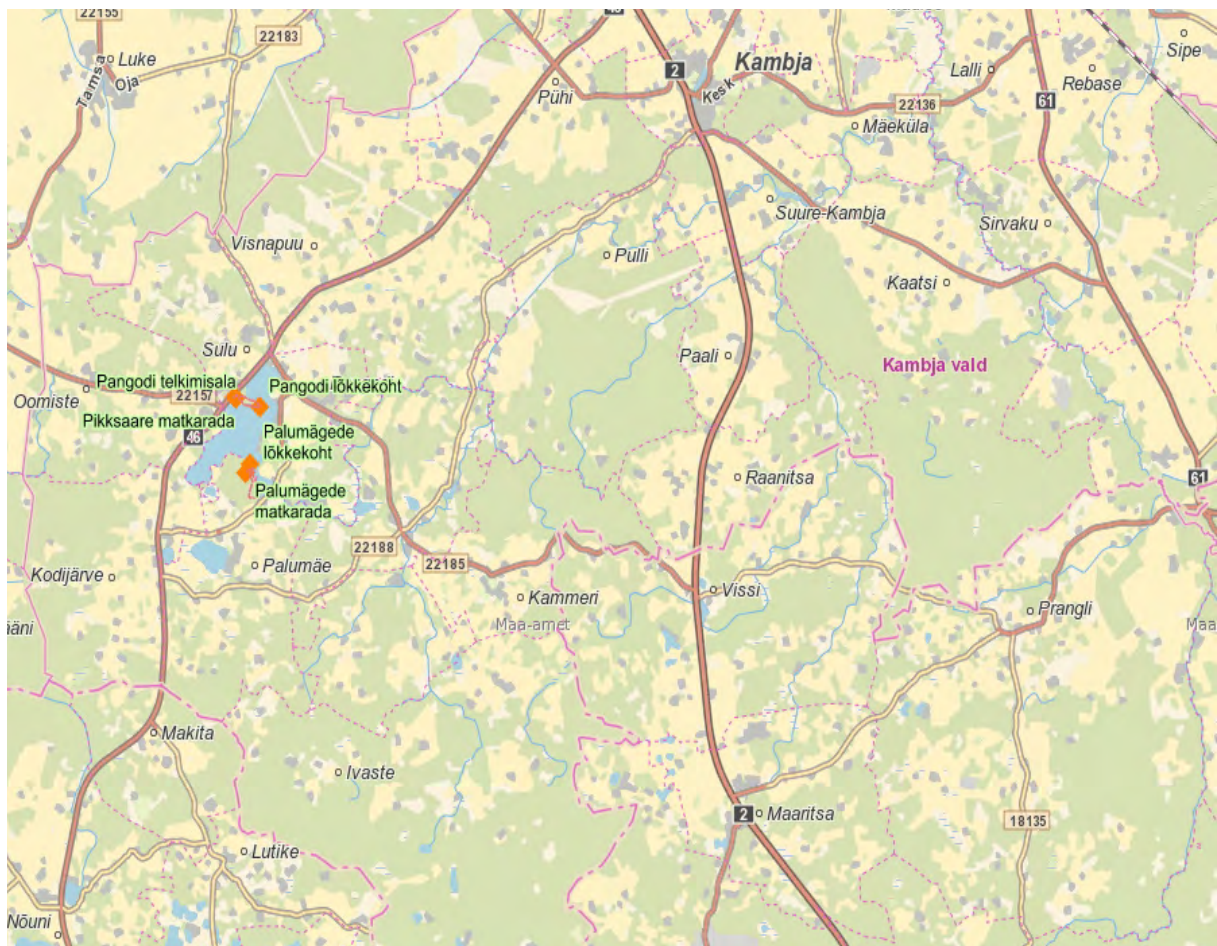 22155
22183
Luke
Tamsa
Oja
2
Kambja
Kesk
Pühi
Lalli
Rebase
Sipe
61
22136
Mäeküla
Visnapuu
Pulli
Suure-Kambja
Sirvaku
Kaatsi
Sulu
Paali
Kambja vald
Pangodi telkimisala
Pangodi lõkkekoht
Oomiste
22157
Pikksaare matkarada
46
Palumägede
lõkkekoht
Palumägede
matkarada
Raanitsa
61
22188
22185
Palumäe
Kodijärve
Kammeri
Vissi
Prangli
Maa-amet
Maa
ääni
Makita
Ivaste
2
Maaritsa
18135
Lutike
Nõuni